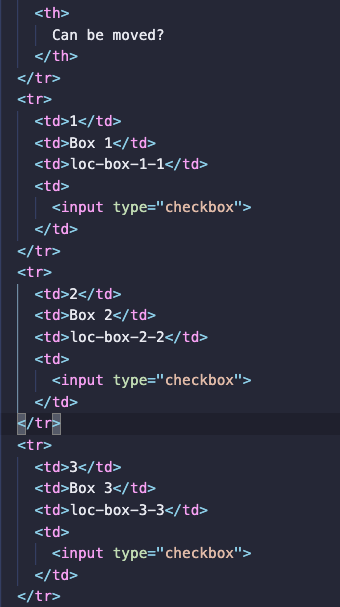 <th>
Can be moved?
</th>
</tr>
<tr>
<td>1</td>
<td>Box 1</td>
<td>loc-box-1-1</td>
<td>
<input type="checkbox">
</td>
</tr>
<tr>
<td>2</td>
<td>Box 2</td>
<td>loc-box-2-2</td>
<td>
<input type="checkbox">
</td>
</tr>
<tr>
<td>3</td>
<td>Box 3</td>
<td>loc-box-3-3</td>
<td>
<input type="checkbox">
</td>
</tr>